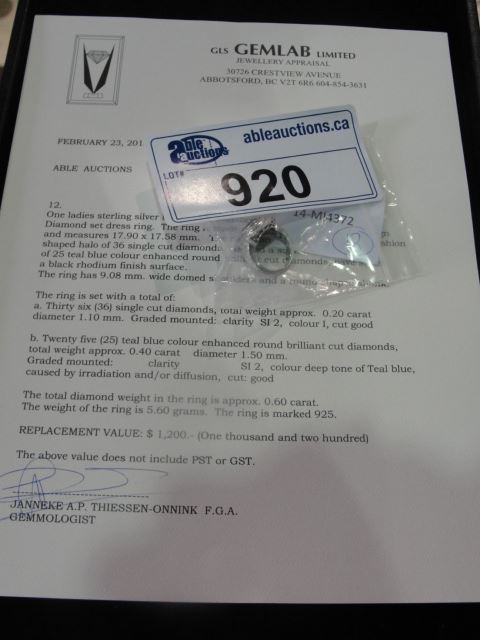 GLS GEMLAB LIMITED
JEWELLERY APPRAISAL
30726 CRESTVIEW AVENUE
ABBOTSFORD, BC V2T 6R6 604-854-3631
FEBRUARY 23, 201
ABLE AUCTIONS
able auctions
ableauctions.ca
LOT#
920
14-MI4372
12.
One ladies sterling silver
Diamond set dress ring. The ring
and measures 17.90 x 17.58 mm.
shaped halo of 36 single cut diamond
of 25 teal blue colour enhanced round cut diamonds
a black rhodium finish surface.
The ring has 9.08 mm. wide domed
The ring is set with a total of:
a. Thirty six (36) single cut diamonds, total weight approx. 0.20 carat
diameter 1.10 mm. Graded mounted: clarity SI 2, colour I, cut good
b. Twenty five (25) teal blue colour enhanced round brilliant cut diamonds,
total weight approx. 0.40 carat diameter 1.50 mm.
Graded mounted: clarity SI 2, colour deep tone of Teal blue,
caused by irradiation and/or diffusion, cut: good
The total diamond weight in the ring is approx. 0.60 carat.
The weight of the ring is 5.60 grams. The ring is marked 925.
REPLACEMENT VALUE: $ 1,200.- (One thousand and two hundred)
The above value does not include PST or GST.
JANNEKE A.P. THIESSEN-ONNINK F.G.A.
GEMMOLOGIST